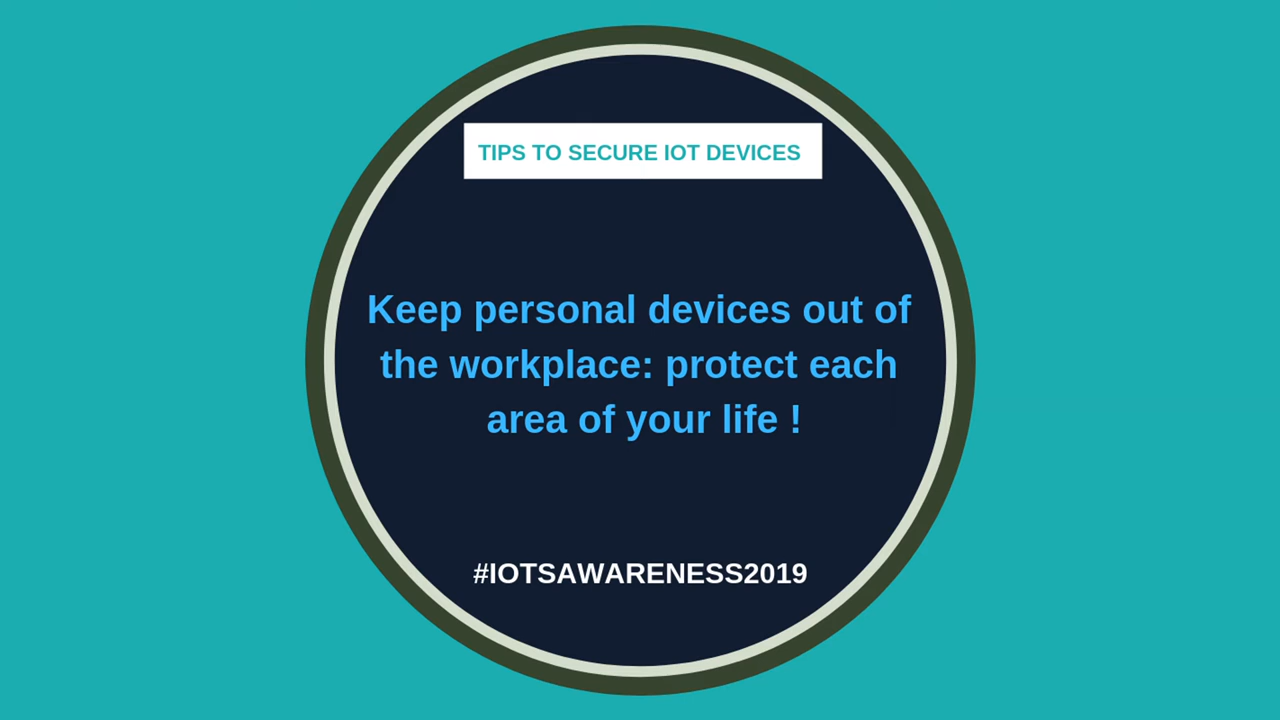 TIPS TO SECURE IOT DEVICES
Keep personal devices out of
the workplace: protect each
area of your life !
#IOTSAWARENESS2019